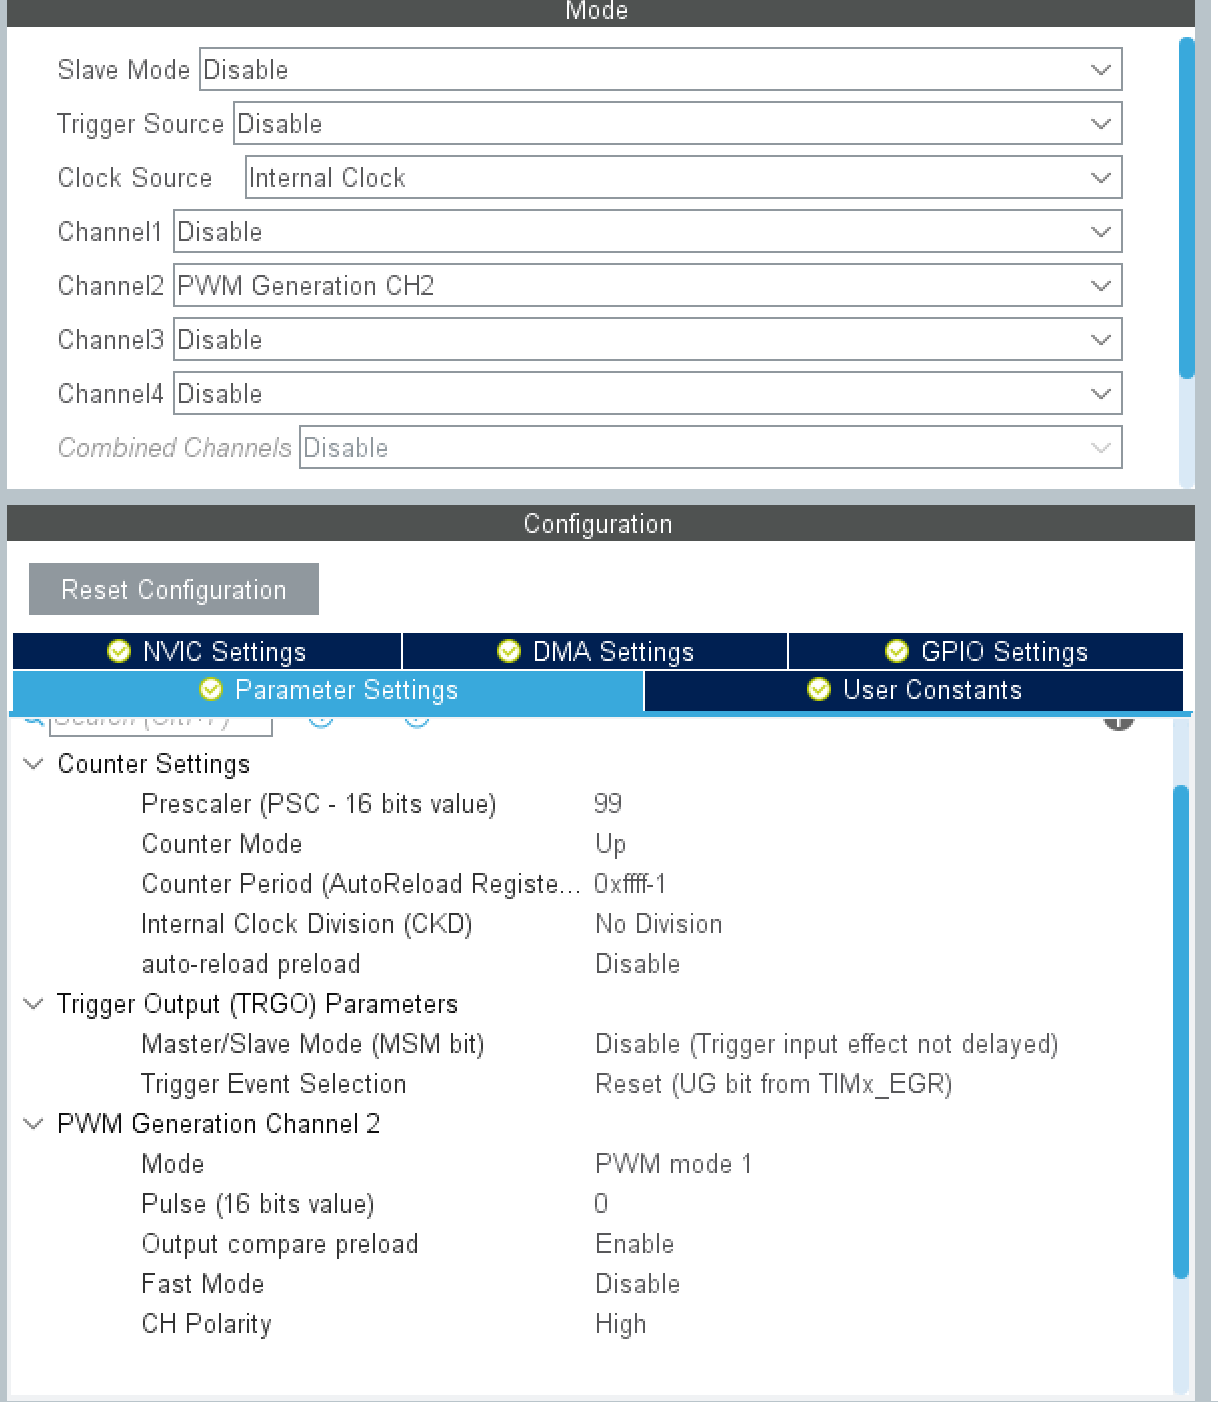 Mode
Slave Mode Disable
Trigger Source Disable
Clock Source Internal Clock
Channel1 Disable
Channel2 PWM Generation CH2
Channel3 Disable
Channel4 Disable
Combined Channels Disable
Configuration
Reset Configuration
NVIC Settings DMA Settings GPIO Settings
Parameter Settings User Constants
Search (Ctrl+F)
Counter Settings
Prescaler (PSC - 16 bits value) 99
Counter Mode Up
Counter Period (AutoReload Registe... 0xffff-1
Internal Clock Division (CKD) No Division
auto-reload preload Disable
Trigger Output (TRGO) Parameters
Master/Slave Mode (MSM bit) Disable (Trigger input effect not delayed)
Trigger Event Selection Reset (UG bit from TIMx_EGR)
PWM Generation Channel 2
Mode PWM mode 1
Pulse (16 bits value) 0
Output compare preload Enable
Fast Mode Disable
CH Polarity High